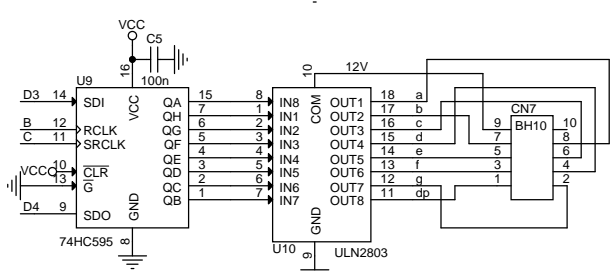 VCC
C5
100n
U9
16
VCC
D3 14 SDI
B 12 RCLK
C 11 SRCLK
VCC 10 CLR
13 G
D4 9 SDO
GND
8
74HC595
QA 15 8 IN8
QH 7 1 IN1
QG 6 2 IN2
QF 5 3 IN3
QE 4 4 IN4
QD 3 5 IN5
QC 2 6 IN6
QB 1 7 IN7
10 12V
COM
GND
9
U10 ULN2803
OUT1 18 a
OUT2 17 b
OUT3 16 c
OUT4 15 d
OUT5 14 e
OUT6 13 f
OUT7 12 g
OUT8 11 dp
CN7
BH10
9 10
7 8
5 6
3 4
1 2